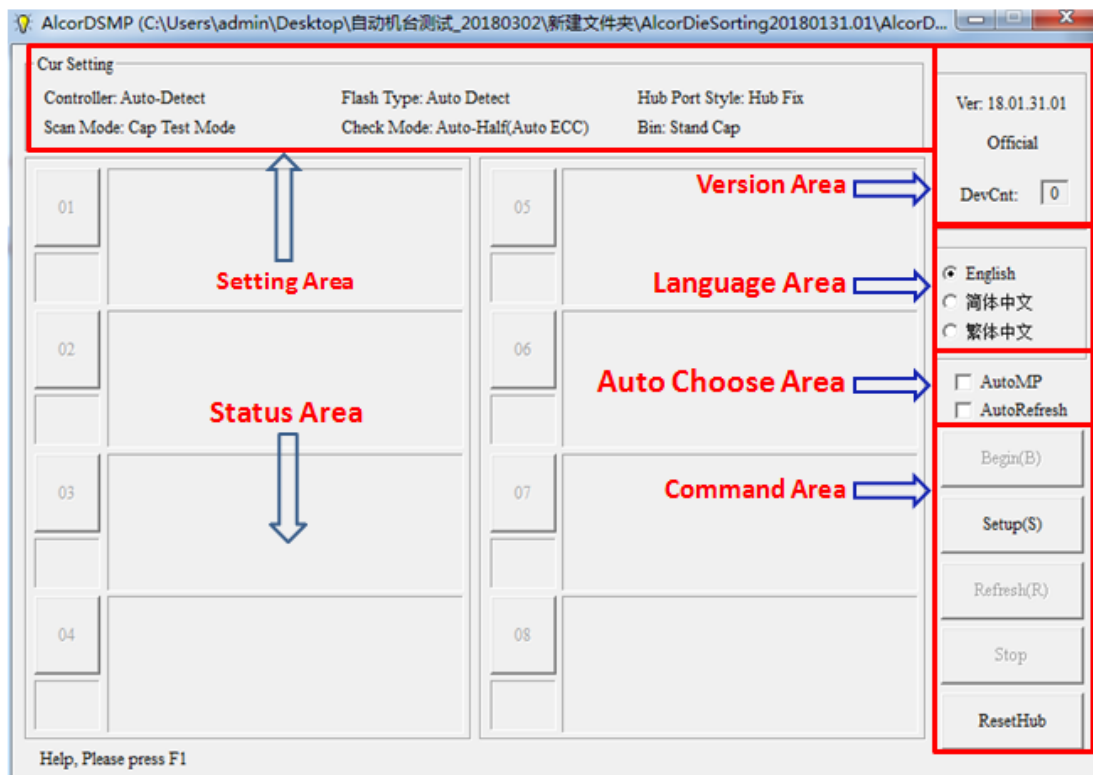 AlcorDSMP (C:\Users\admin\Desktop\自动机台测试_20180302\新建文件夹\AlcorDieSorting20180131.01\AlcorD...
Cur Setting
Controller: Auto-Detect Flash Type: Auto Detect Hub Port Style: Hub Fix
Scan Mode: Cap Test Mode Check Mode: Auto-Half(Auto ECC) Bin: Stand Cap
Ver: 18.01.31.01
Official
DevCnt: 0
01
05
Version Area
Setting Area
Language Area
English
简体中文
繁体中文
02
06
Auto Choose Area
AutoMP
AutoRefresh
Status Area
03
07
Command Area
Begin(B)
Setup(S)
Refresh(R)
04
08
Stop
ResetHub
Help, Please press F1